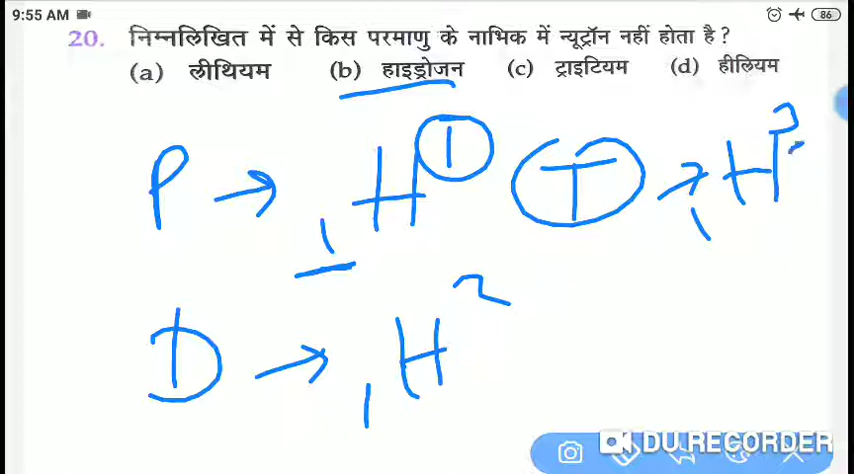 9:55 AM 86
20. निम्नलिखित में से किस परमाणु के नाभिक में न्यूट्रॉन नहीं होता है ?
(a) लीथियम (b) हाइड्रोजन (c) ट्राइटियम (d) हीलियम
P → ₁H¹ T → ₁H³
D → ₁H²
DU RECORDER